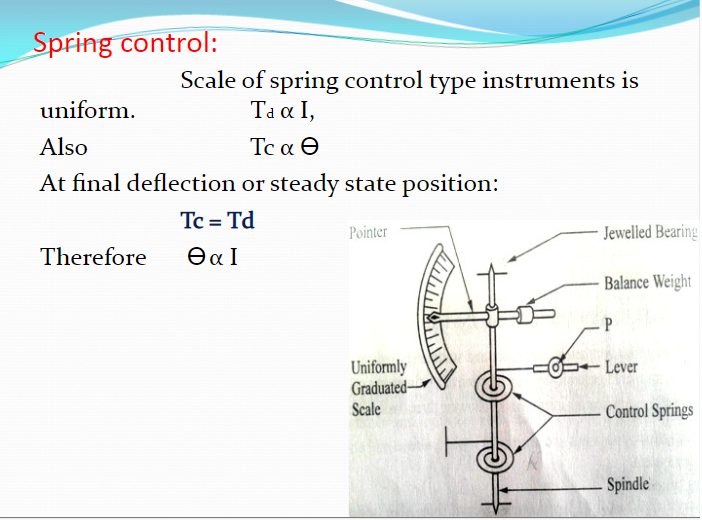 Spring control:
Scale of spring control type instruments is
uniform. Td α I,
Also Tc α Ө
At final deflection or steady state position:
Tc = Td
Therefore Ө α I
Pointer
Jewelled Bearing
Balance Weight
P
Lever
Uniformly
Graduated
Scale
Control Springs
K
Spindle